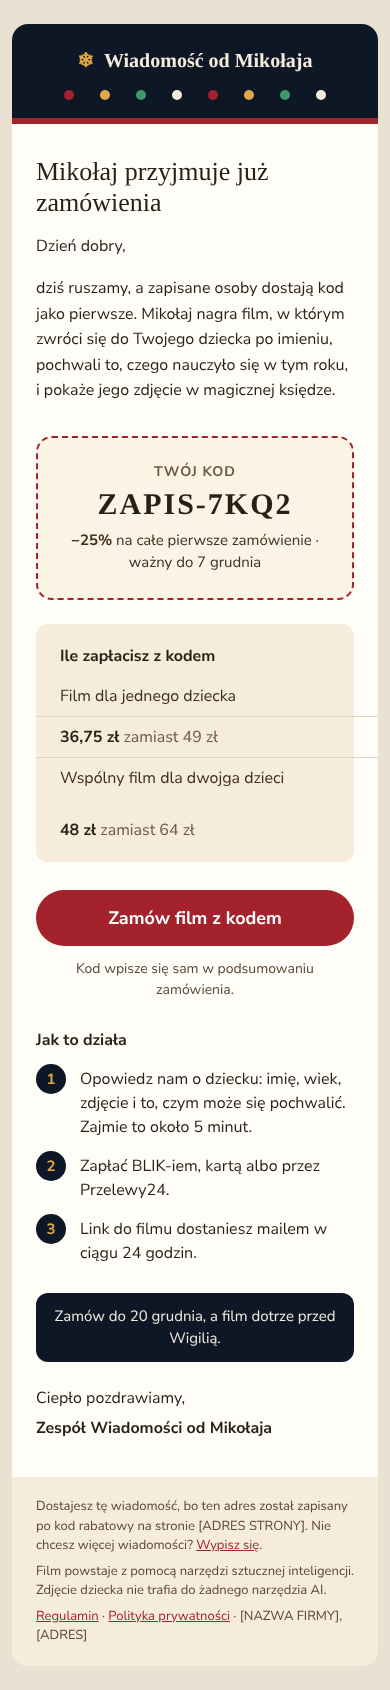 Wiadomość od Mikołaja
Mikołaj przyjmuje już
zamówienia
Dzień dobry,
dziś ruszamy, a zapisane osoby dostają kod
jako pierwsze. Mikołaj nagra film, w którym
zwróci się do Twojego dziecka po imieniu,
pochwali to, czego nauczyło się w tym roku,
i pokaże jego zdjęcie w magicznej księdze.
TWÓJ KOD
ZAPIS-7KQ2
−25% na całe pierwsze zamówienie ·
ważny do 7 grudnia
Ile zapłacisz z kodem
Film dla jednego dziecka
36,75 zł zamiast 49 zł
Wspólny film dla dwojga dzieci
48 zł zamiast 64 zł
Zamów film z kodem
Kod wpisze się sam w podsumowaniu
zamówienia.
Jak to działa
1 Opowiedz nam o dziecku: imię, wiek,
zdjęcie i to, czym może się pochwalić.
Zajmie to około 5 minut.
2 Zapłać BLIK-iem, kartą albo przez
Przelewy24.
3 Link do filmu dostaniesz mailem w
ciągu 24 godzin.
Zamów do 20 grudnia, a film dotrze przed
Wigilią.
Ciepło pozdrawiamy,
Zespół Wiadomości od Mikołaja
Dostajesz tę wiadomość, bo ten adres został zapisany
po kod rabatowy na stronie [ADRES STRONY]. Nie
chcesz więcej wiadomości? Wypisz się.
Film powstaje z pomocą narzędzi sztucznej inteligencji.
Zdjęcie dziecka nie trafia do żadnego narzędzia AI.
Regulamin · Polityka prywatności · [NAZWA FIRMY],
[ADRES]